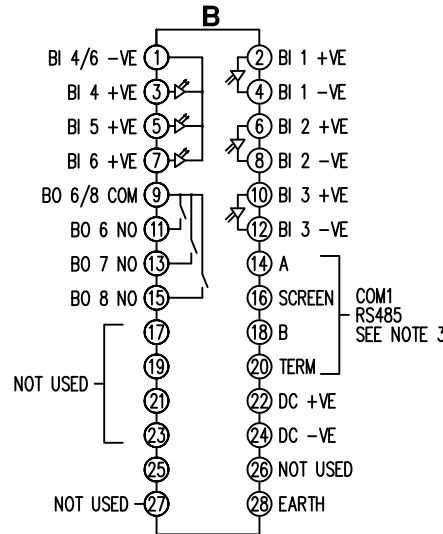 B
BI 4/6 -VE 1 2 BI 1 +VE
BI 4 +VE 3 4 BI 1 -VE
BI 5 +VE 5 6 BI 2 +VE
BI 6 +VE 7 8 BI 2 -VE
BO 6/8 COM 9 10 BI 3 +VE
BO 6 NO 11 12 BI 3 -VE
BO 7 NO 13 14 A
BO 8 NO 15 16 SCREEN
17 18 B
19 20 TERM
COM1
RS485
SEE NOTE 3
NOT USED
21 22 DC +VE
23 24 DC -VE
25 26 NOT USED
NOT USED 27 28 EARTH